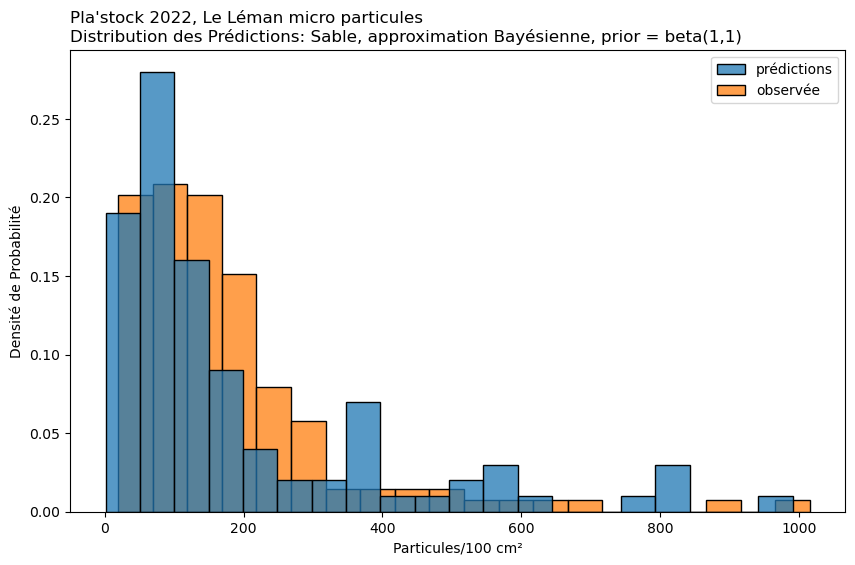 Pla'stock 2022, Le Léman micro particules
Distribution des Prédictions: Sable, approximation Bayésienne, prior = beta(1,1)
prédictions
observée
Densité de Probabilité
0.25
0.20
0.15
0.10
0.05
0.00
0 200 400 600 800 1000
Particules/100 cm²